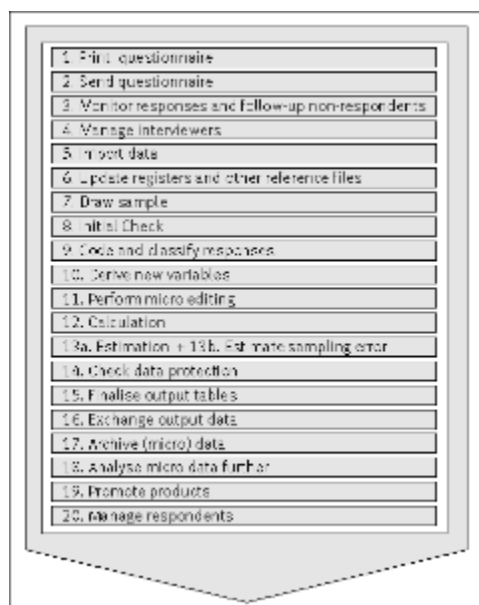 1. Print questionnaire
2. Send questionnaire
3. Monitor responses and follow-up non-respondents
4. Manage interviewers
5. Import data
6. Update registers and other reference files
7. Draw sample
8. Initial Check
9. Code and classify responses
10. Derive new variables
11. Perform micro editing
12. Calculation
13a. Estimation + 13b. Estimate sampling error
14. Check data protection
15. Finalise output tables
16. Exchange output data
17. Archive (micro) data
18. Analyse micro data further
19. Promote products
20. Manage respondents